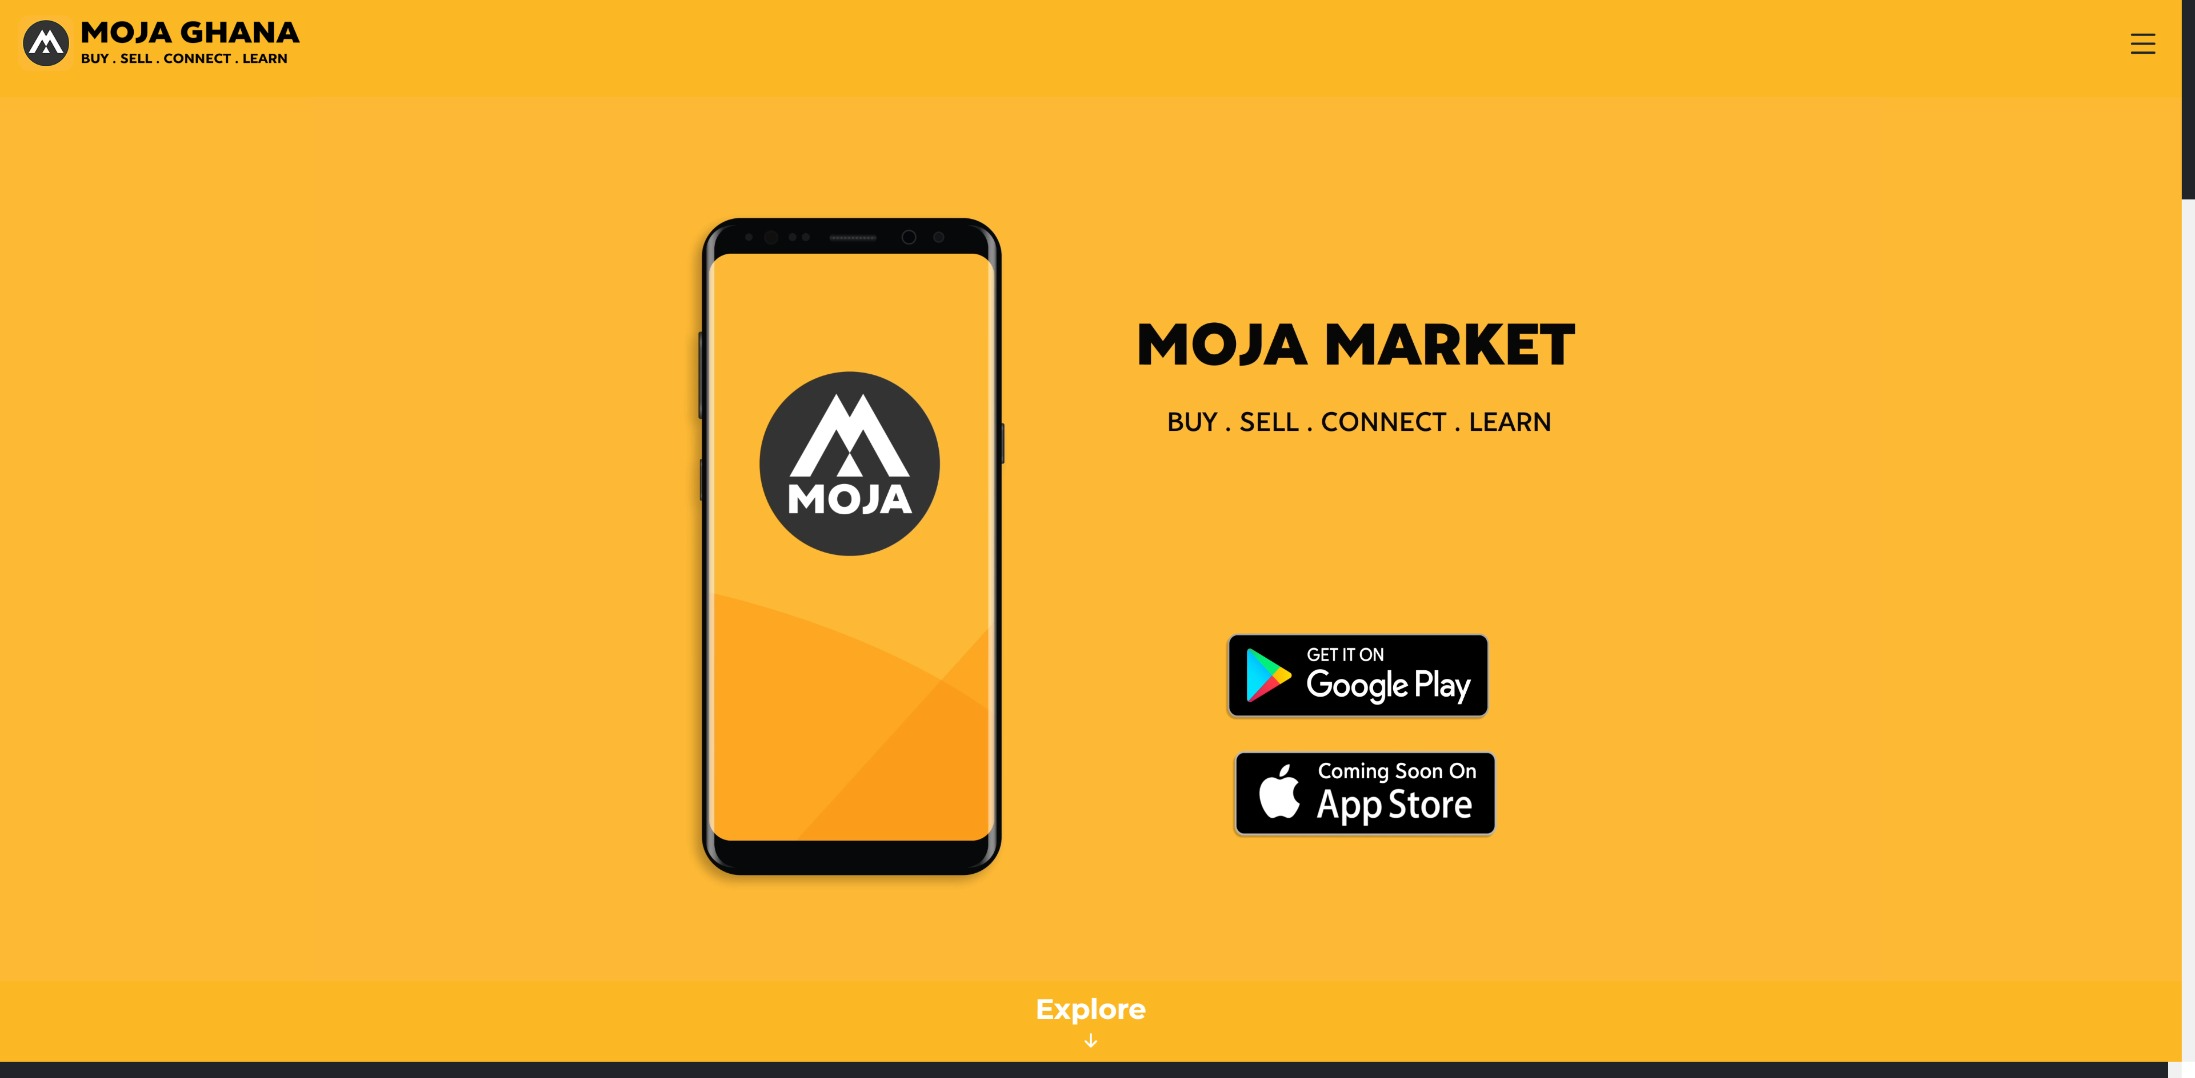 MOJA GHANA
BUY . SELL . CONNECT . LEARN
MOJA
MOJA MARKET
BUY . SELL . CONNECT . LEARN
GET IT ON
Google Play
Coming Soon On
App Store
Explore